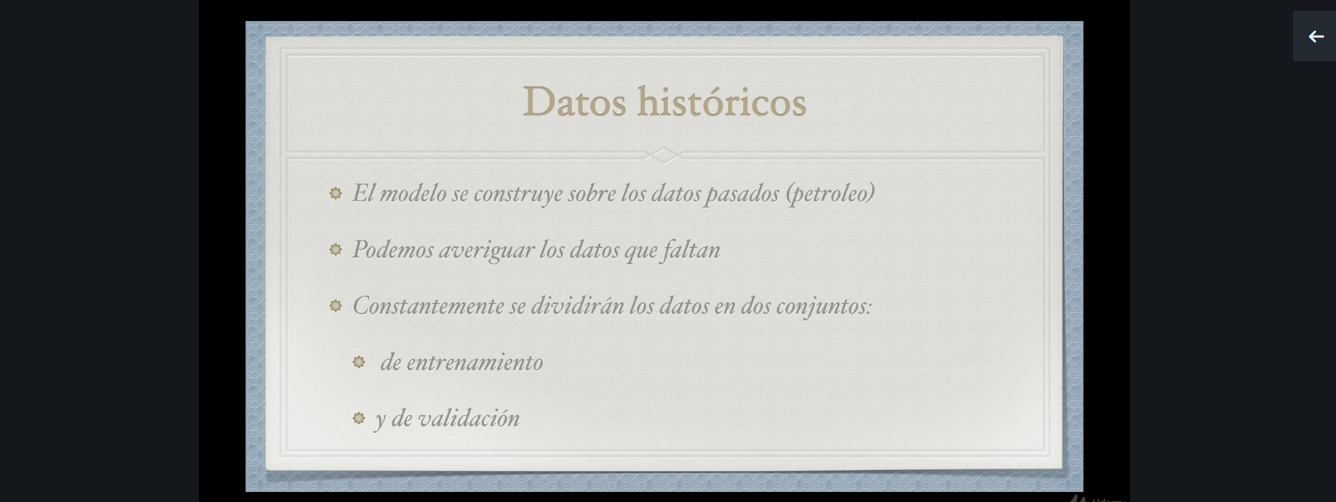 Datos históricos
El modelo se construye sobre los datos pasados (petroleo)
Podemos averiguar los datos que faltan
Constantemente se dividirán los datos en dos conjuntos:
de entrenamiento
y de validación